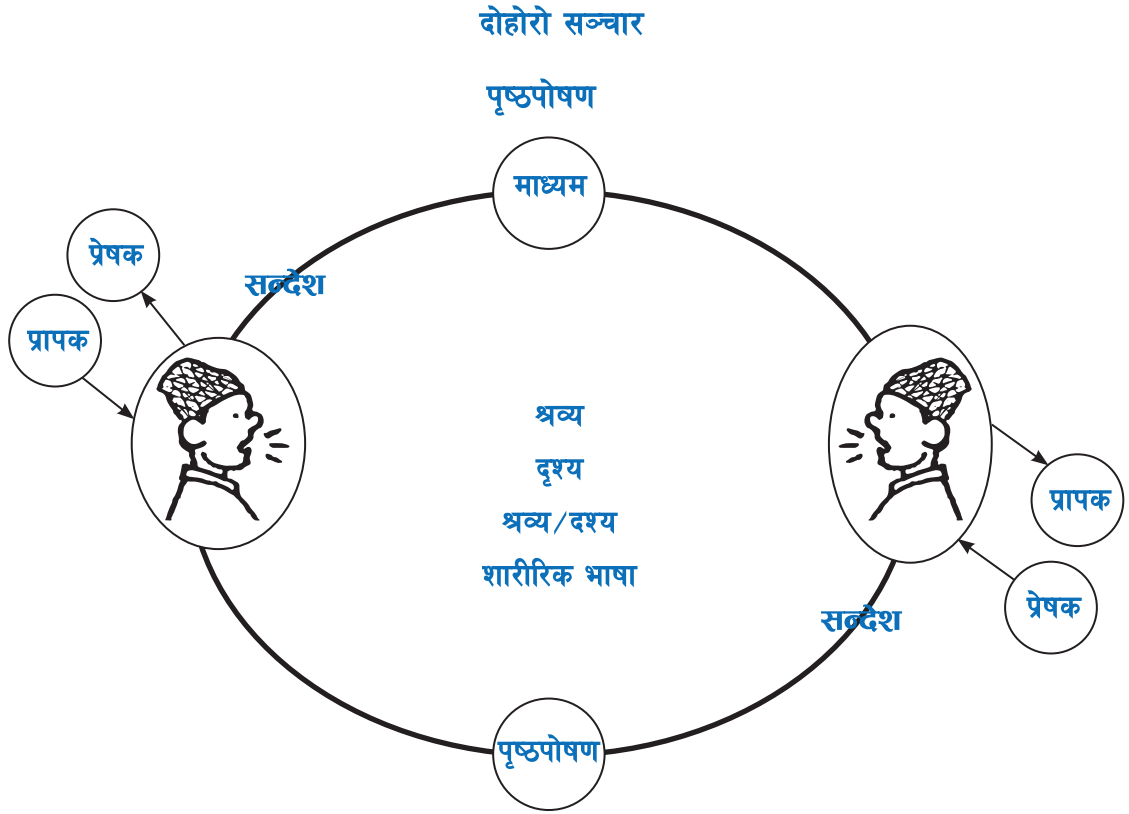 दोहोरो सञ्चार
पृष्ठपोषण
माध्यम
प्रेषक
सन्देश
प्रापक
श्रव्य
दृश्य
श्रव्य/दश्य
शारीरिक भाषा
प्रापक
प्रेषक
सन्देश
पृष्ठपोषण